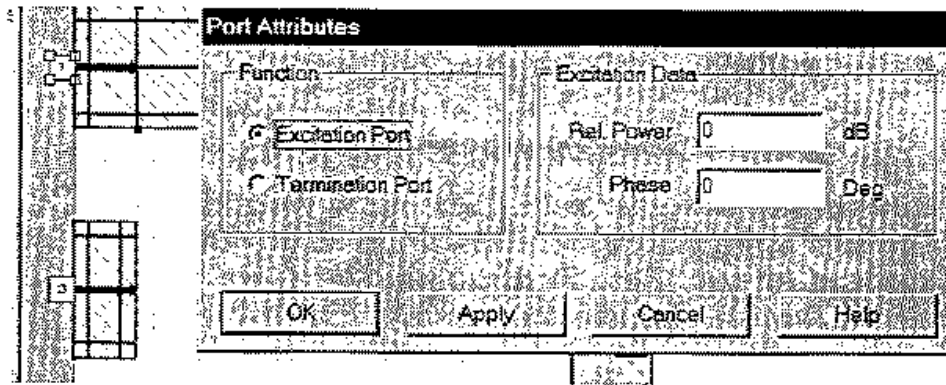 Port Attributes
Function
Excitation Port
Termination Port
Excitation Data
Rel. Power 0 dB
Phase 0 Deg
OK Apply Cancel Help
3